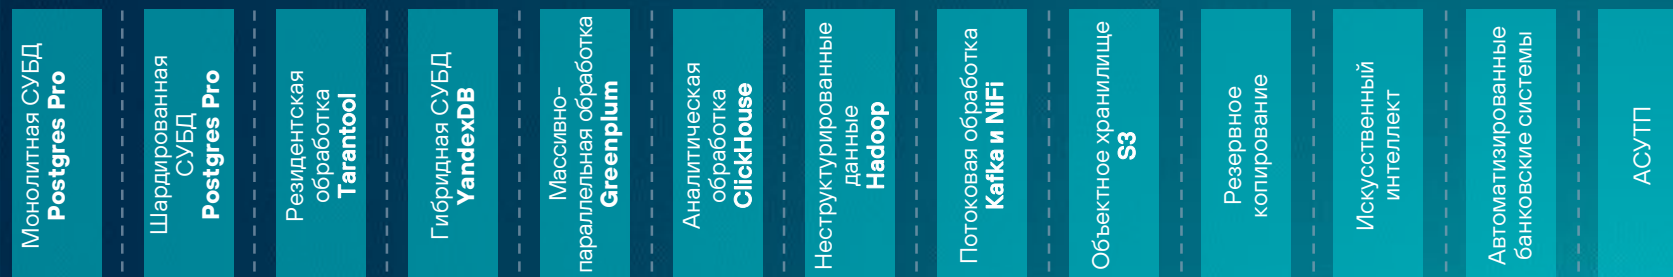 Монолитная СУБД
Postgres Pro
Шардированная
СУБД
Postgres Pro
Резидентская
обработка
Tarantool
Гибридная СУБД
YandexDB
Массивно-
параллельная обработка
Greenplum
Аналитическая
обработка
ClickHouse
Неструктурированные
данные
Hadoop
Потоковая обработка
Kafka и NiFi
Объектное хранилище
S3
Резервное
копирование
Искусственный
интеллект
Автоматизированные
банковские системы
АСУТП